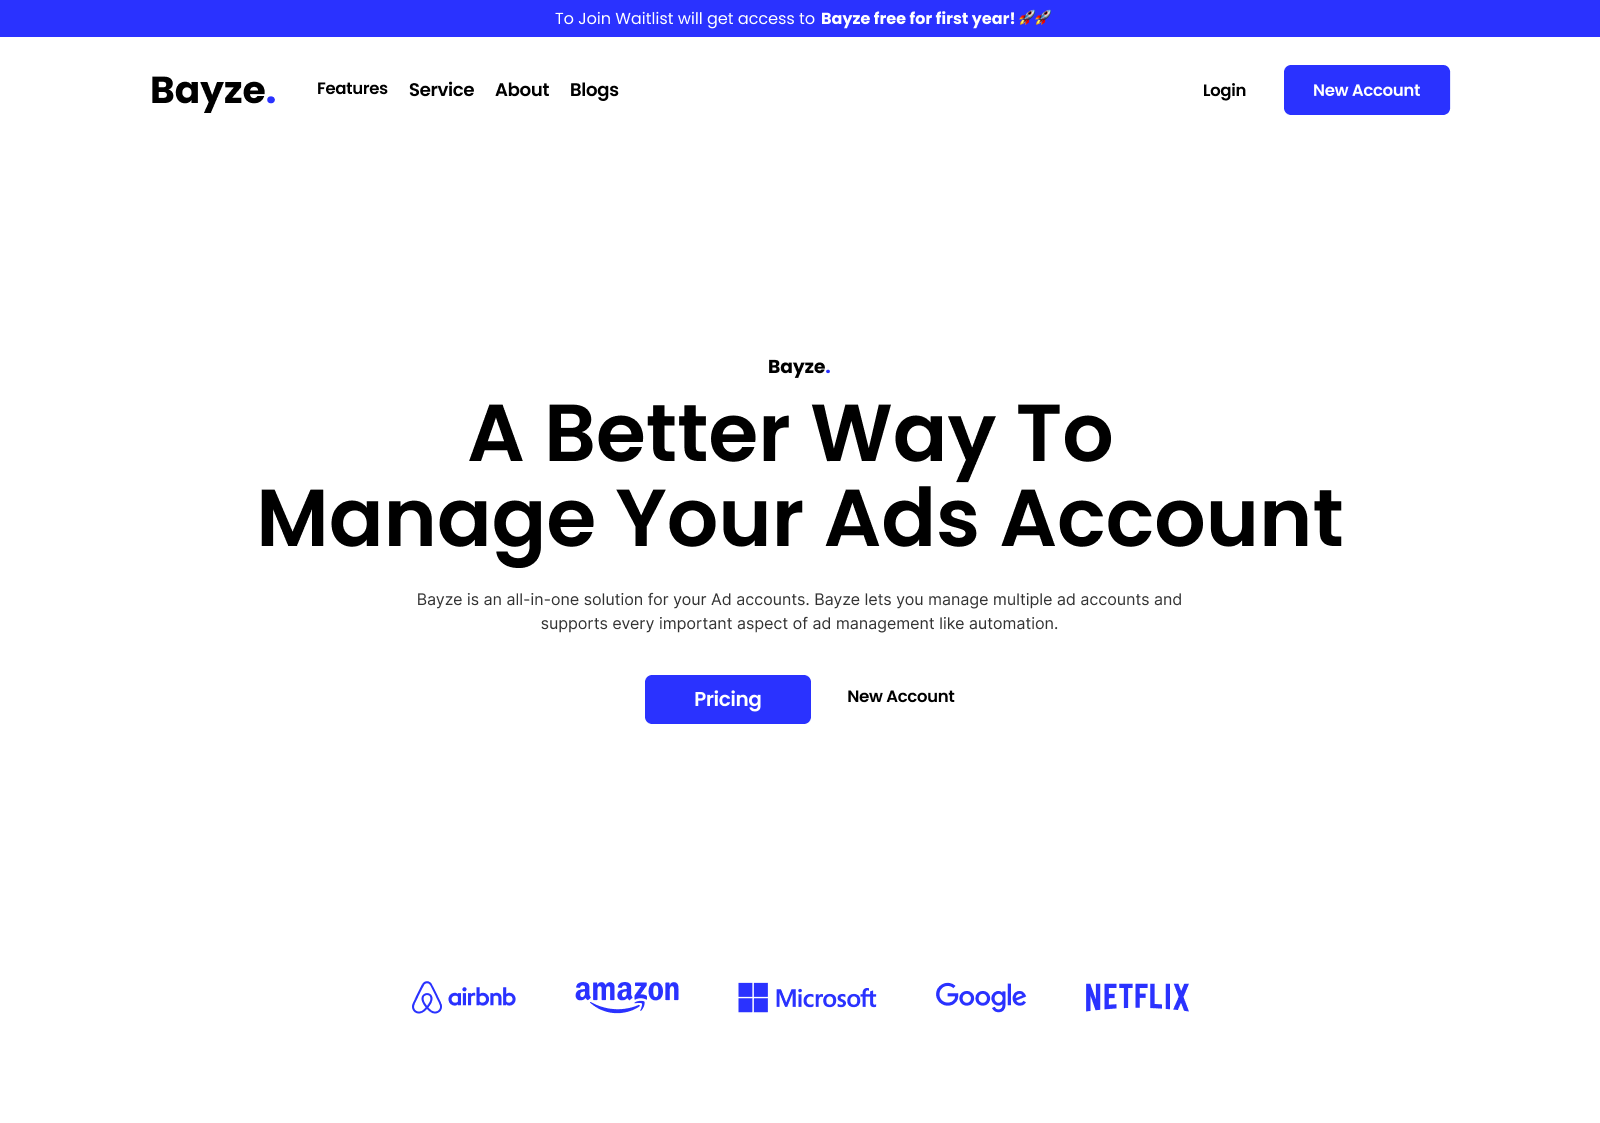 To Join Waitlist will get access to Bayze free for first year! 🚀🚀
Bayze. Features Service About Blogs Login New Account
Bayze.
A Better Way To
Manage Your Ads Account
Bayze is an all-in-one solution for your Ad accounts. Bayze lets you manage multiple ad accounts and
supports every important aspect of ad management like automation.
Pricing New Account
airbnb amazon Microsoft Google NETFLIX